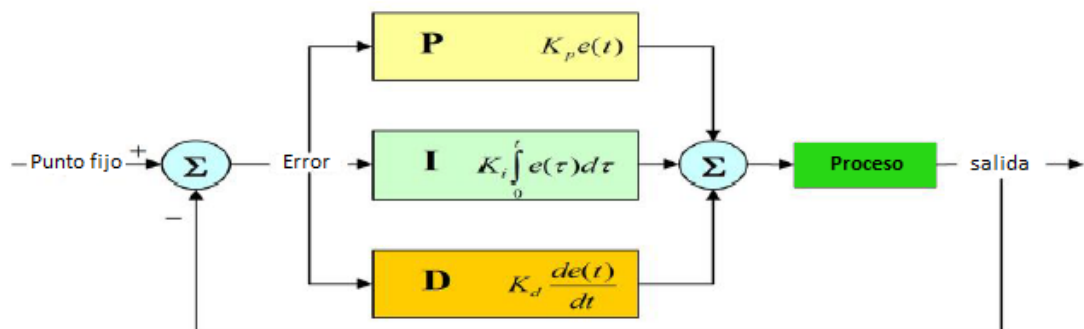 P K_p e(t)
Punto fijo + Σ Error I K_i ∫_0^t e(τ)dτ Σ Proceso salida
−
D K_d de(t)/dt